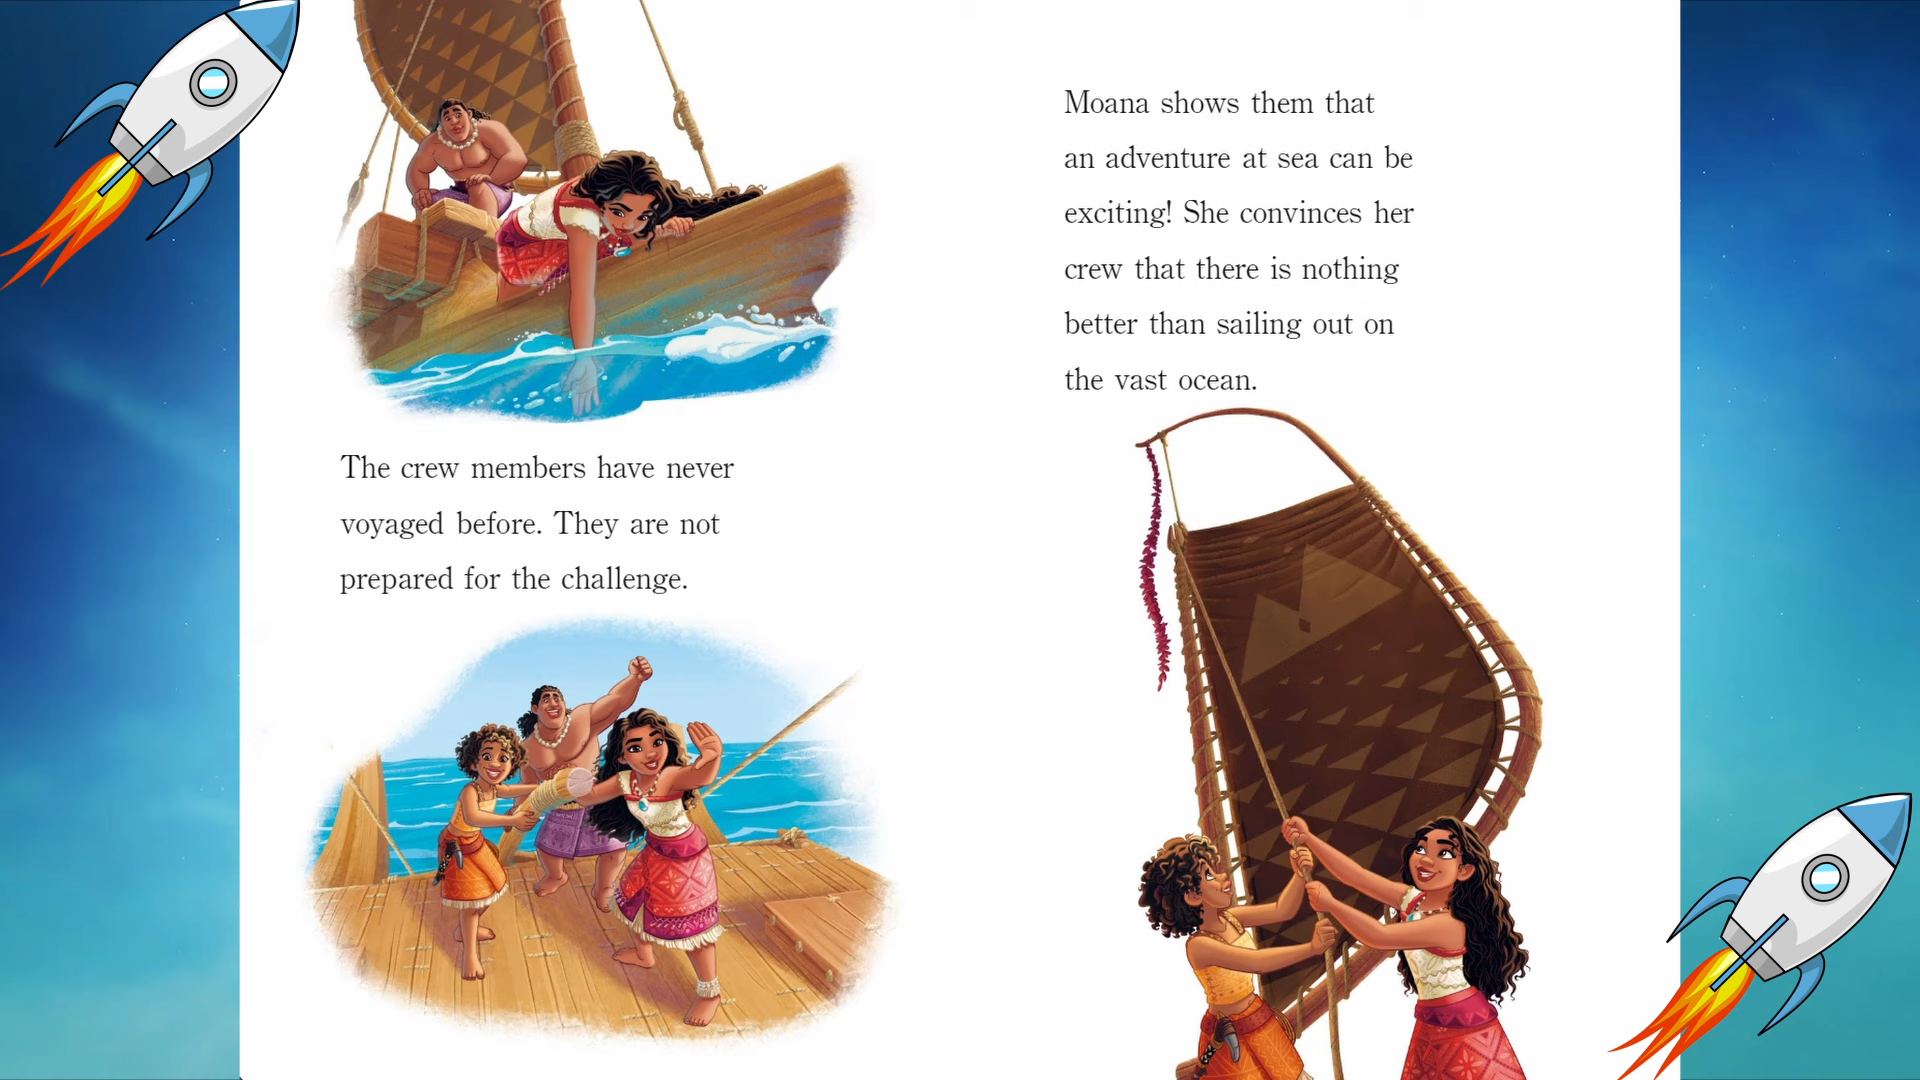 The crew members have never
voyaged before. They are not
prepared for the challenge.
Moana shows them that
an adventure at sea can be
exciting! She convinces her
crew that there is nothing
better than sailing out on
the vast ocean.